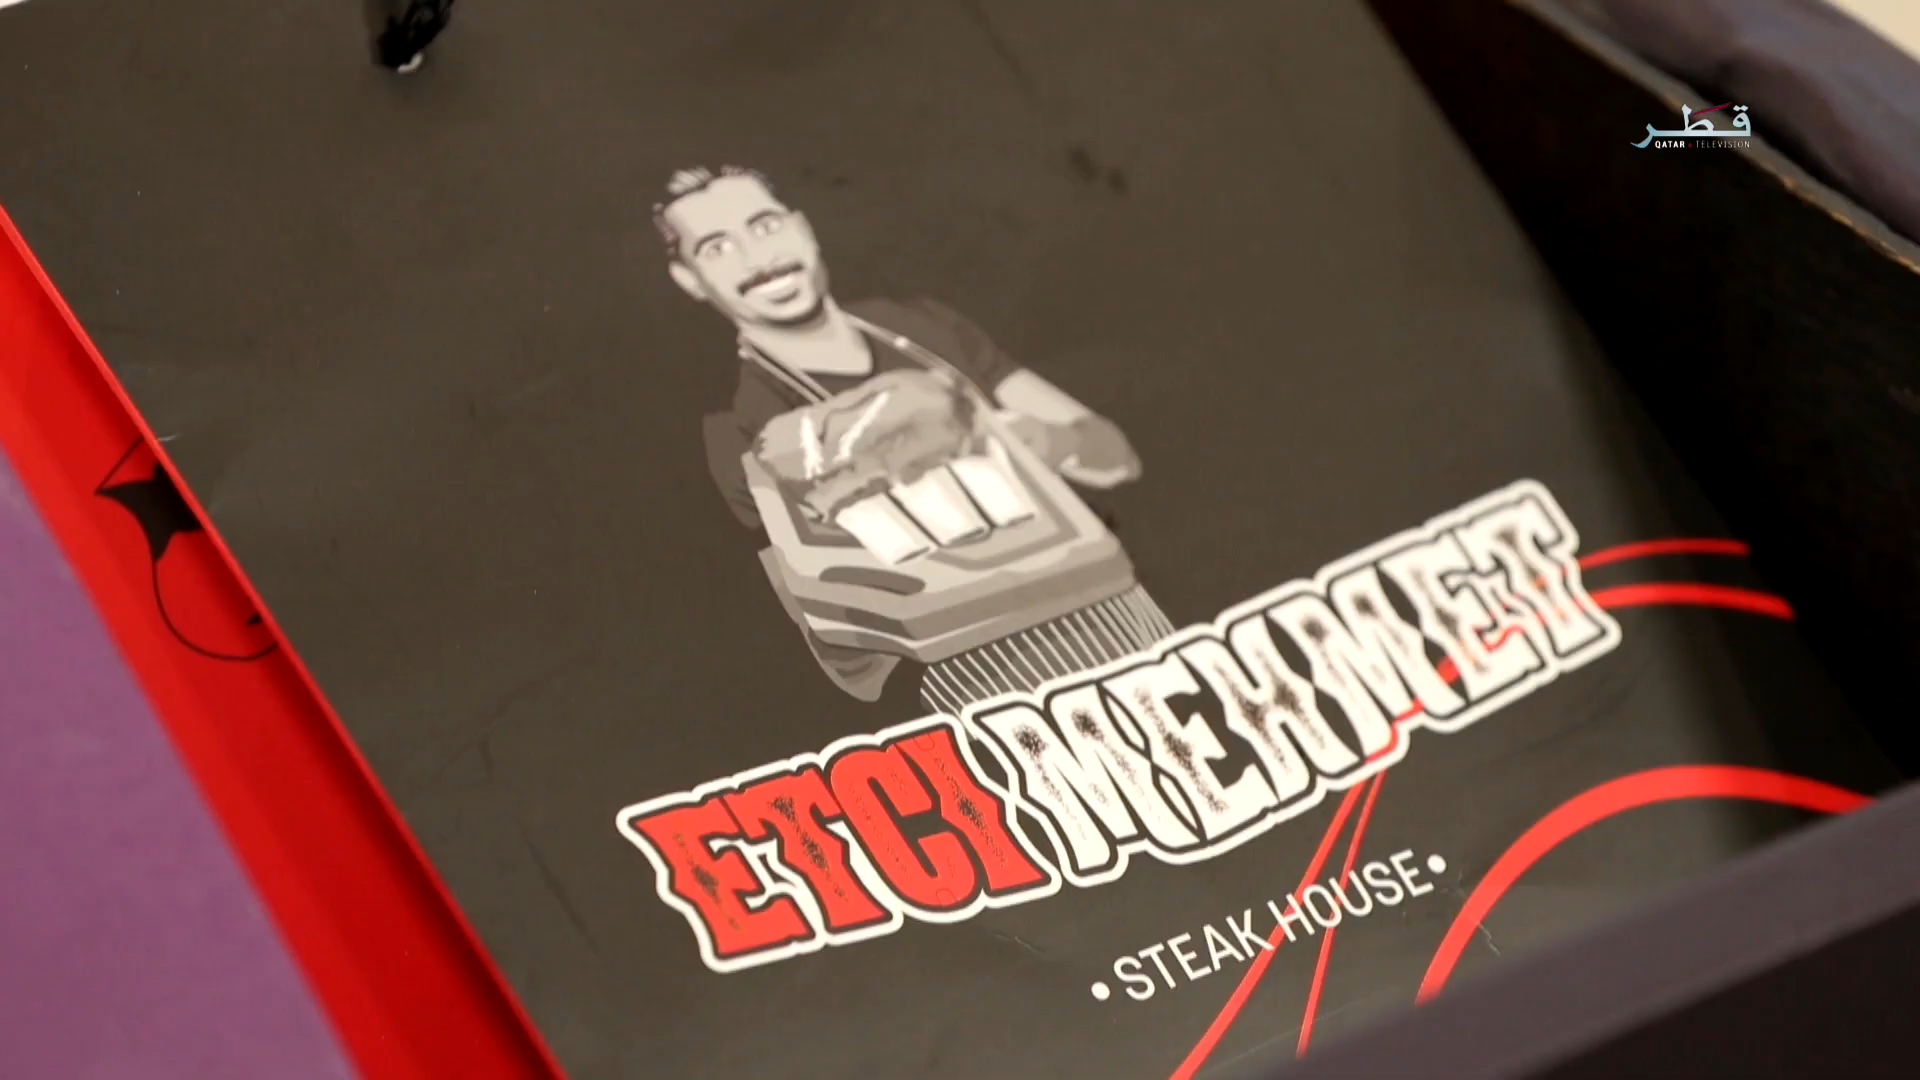 قطر
QATAR TELEVISION
ETCI MEHMET
• STEAK HOUSE •